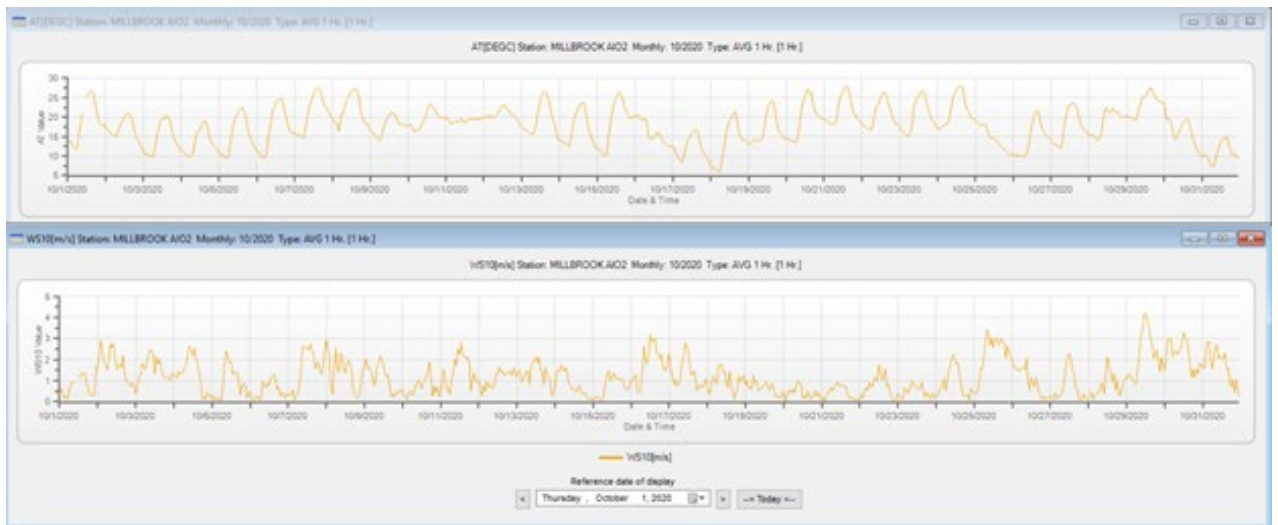 AT[DEGC] Station: MILLBROOK AIO2 Monthly: 10/2020 Type: AVG 1 Hr. [1 Hr.]
AT[DEGC] Station: MILLBROOK AIO2 Monthly: 10/2020 Type: AVG 1 Hr. [1 Hr.]
30
25
20
15
10
5
AT Value
10/1/2020 10/3/2020 10/5/2020 10/7/2020 10/9/2020 10/11/2020 10/13/2020 10/15/2020 10/17/2020 10/19/2020 10/21/2020 10/23/2020 10/25/2020 10/27/2020 10/29/2020 10/31/2020
Date & Time
WS10[m/s] Station: MILLBROOK AIO2 Monthly: 10/2020 Type: AVG 1 Hr. [1 Hr.]
WS10[m/s] Station: MILLBROOK AIO2 Monthly: 10/2020 Type: AVG 1 Hr. [1 Hr.]
5
4
3
2
1
0
WS10 Value
10/1/2020 10/3/2020 10/5/2020 10/7/2020 10/9/2020 10/11/2020 10/13/2020 10/15/2020 10/17/2020 10/19/2020 10/21/2020 10/23/2020 10/25/2020 10/27/2020 10/29/2020 10/31/2020
Date & Time
WS10[m/s]
Reference date of display
< Thursday , October 1, 2020 > --> Today <--